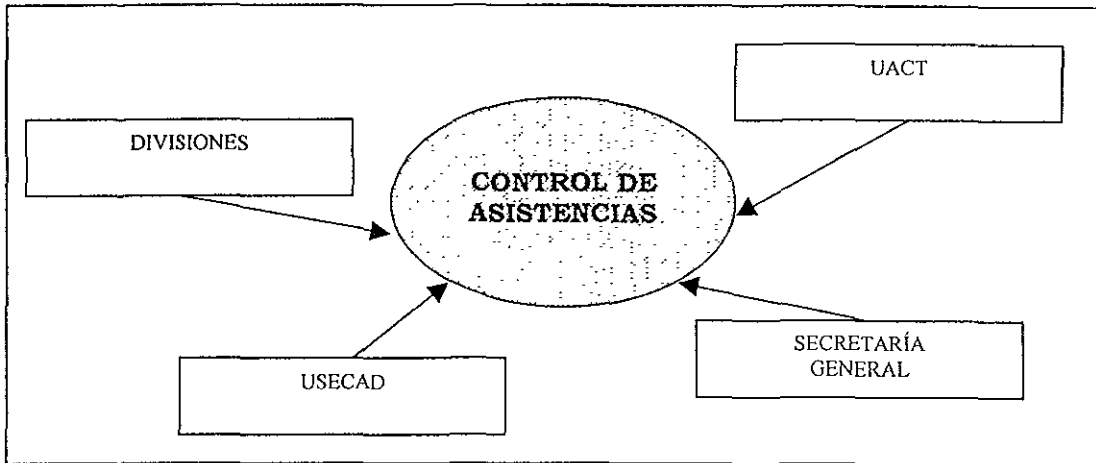 UACT
DIVISIONES
CONTROL DE
ASISTENCIAS
SECRETARÍA
GENERAL
USECAD